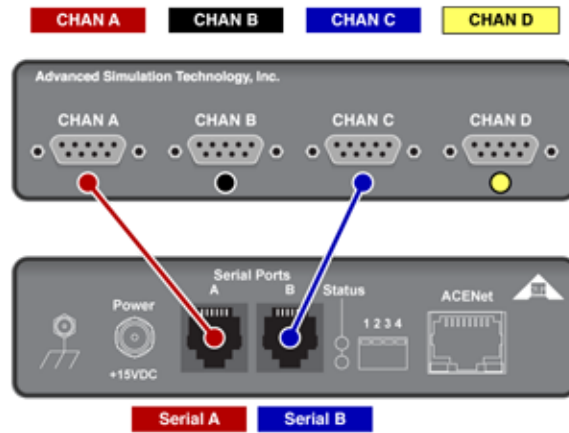 CHAN A CHAN B CHAN C CHAN D
Advanced Simulation Technology, Inc.
CHAN A CHAN B CHAN C CHAN D
Serial Ports
A B Status
Power
ACENet
1 2 3 4
+15VDC
Serial A Serial B